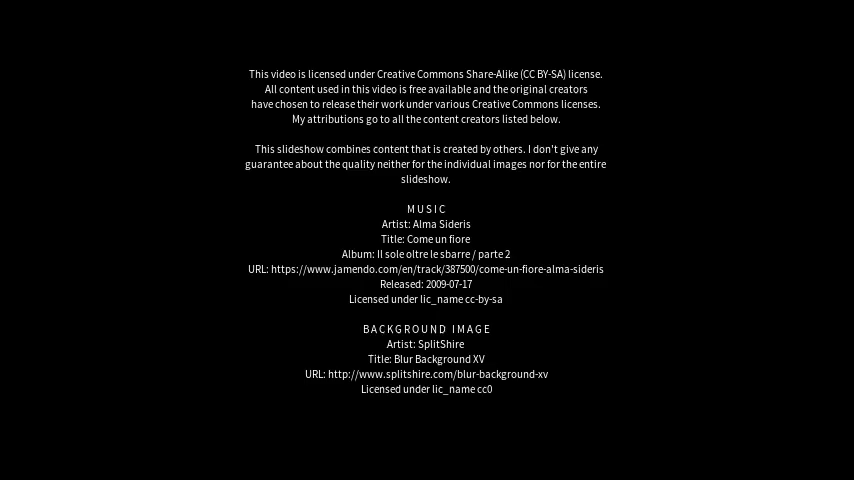 This video is licensed under Creative Commons Share-Alike (CC BY-SA) license.
All content used in this video is free available and the original creators
have chosen to release their work under various Creative Commons licenses.
My attributions go to all the content creators listed below.
This slideshow combines content that is created by others. I don't give any
guarantee about the quality neither for the individual images nor for the entire
slideshow.
MUSIC
Artist: Alma Sideris
Title: Come un fiore
Album: Il sole oltre le sbarre / parte 2
URL: https://www.jamendo.com/en/track/387500/come-un-fiore-alma-sideris
Released: 2009-07-17
Licensed under lic_name cc-by-sa
BACKGROUND IMAGE
Artist: SplitShire
Title: Blur Background XV
URL: http://www.splitshire.com/blur-background-xv
Licensed under lic_name cc0